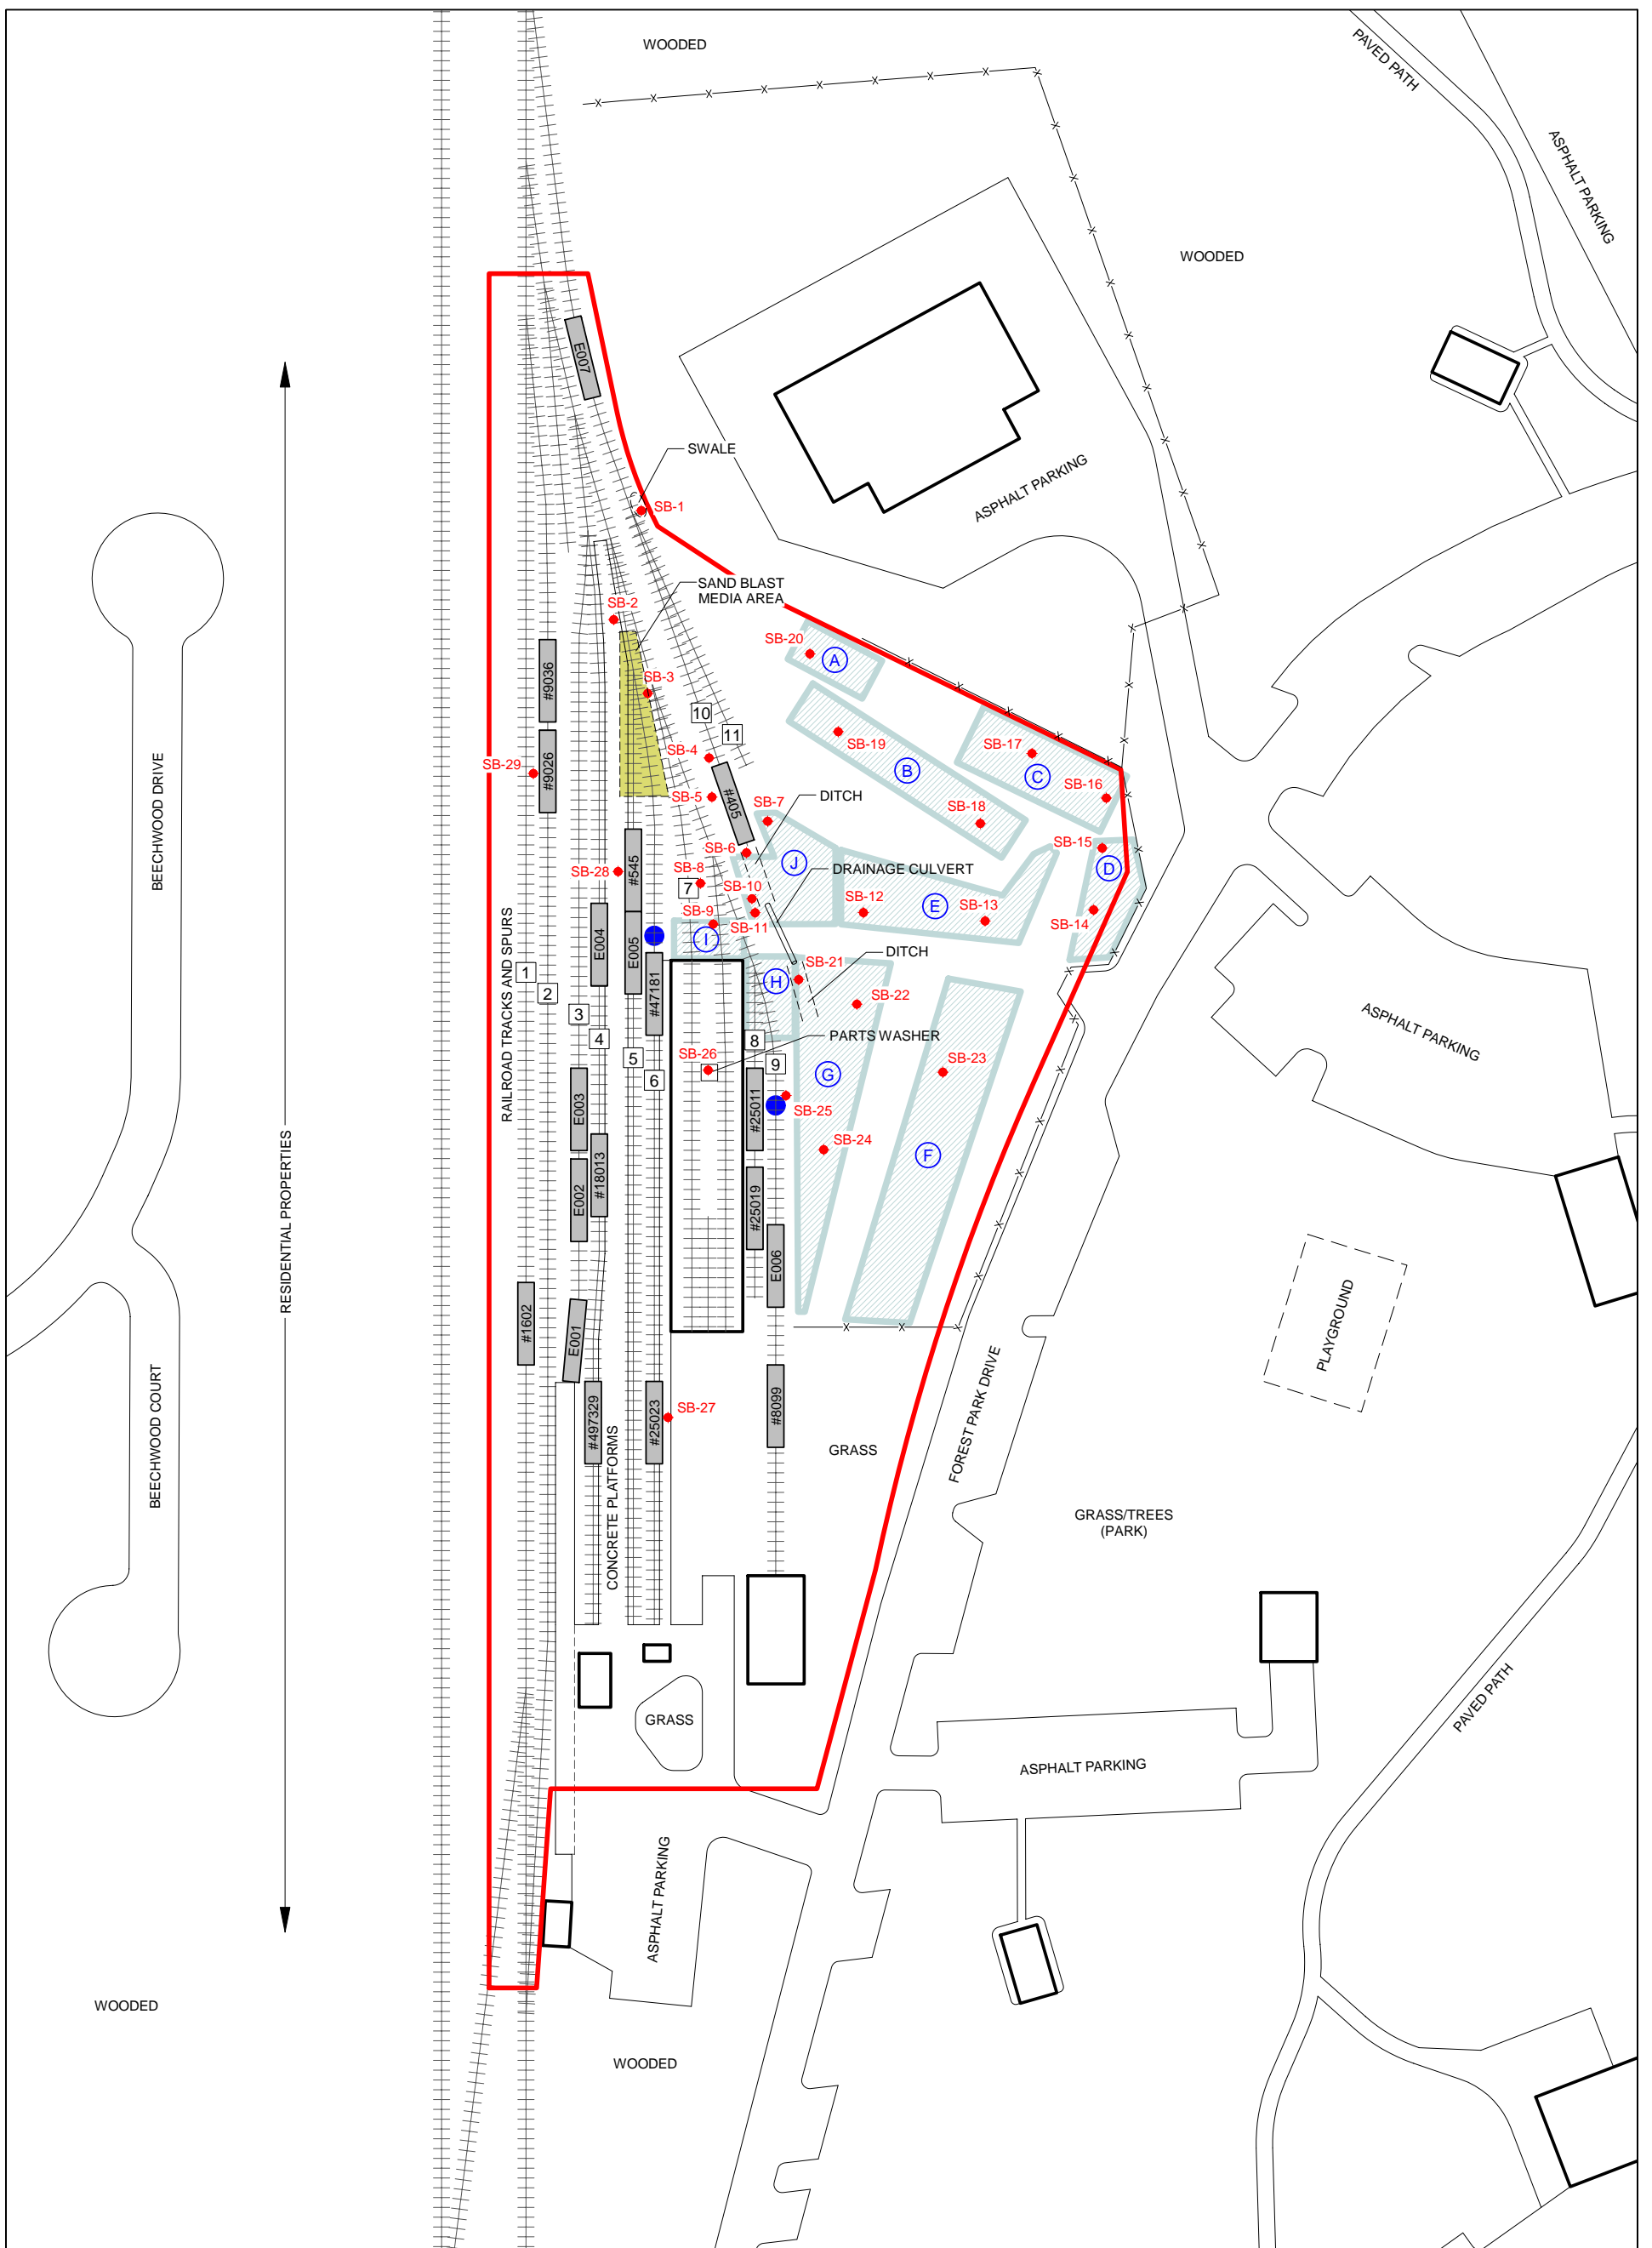 WOODED
PAVED PATH
ASPHALT PARKING
WOODED
E007
SWALE
ASPHALT PARKING
SB-1
SAND BLAST
MEDIA AREA
SB-2
SB-20
A
#9036
SB-3
10
11
SB-19
SB-17
SB-4
B
C
#9026
SB-29
SB-16
SB-5
#405
DITCH
SB-7
SB-18
BEECHWOOD DRIVE
SB-6
SB-15
J
D
#545
SB-28
SB-8
DRAINAGE CULVERT
7
SB-10
SB-12
E
SB-13
SB-9
SB-14
SB-11
I
E004
E005
DITCH
RAILROAD TRACKS AND SPURS
1
2
H
SB-21
#47181
SB-22
3
4
PARTS WASHER
ASPHALT PARKING
5
6
SB-26
8
9
G
SB-23
E003
#25011
SB-25
SB-24
F
#18013
RESIDENTIAL PROPERTIES
E002
#25019
E006
#1602
E001
PLAYGROUND
#497329
#25023
SB-27
#8099
FOREST PARK DRIVE
BEECHWOOD COURT
GRASS
CONCRETE PLATFORMS
GRASS/TREES
(PARK)
GRASS
PAVED PATH
ASPHALT PARKING
ASPHALT PARKING
WOODED
WOODED